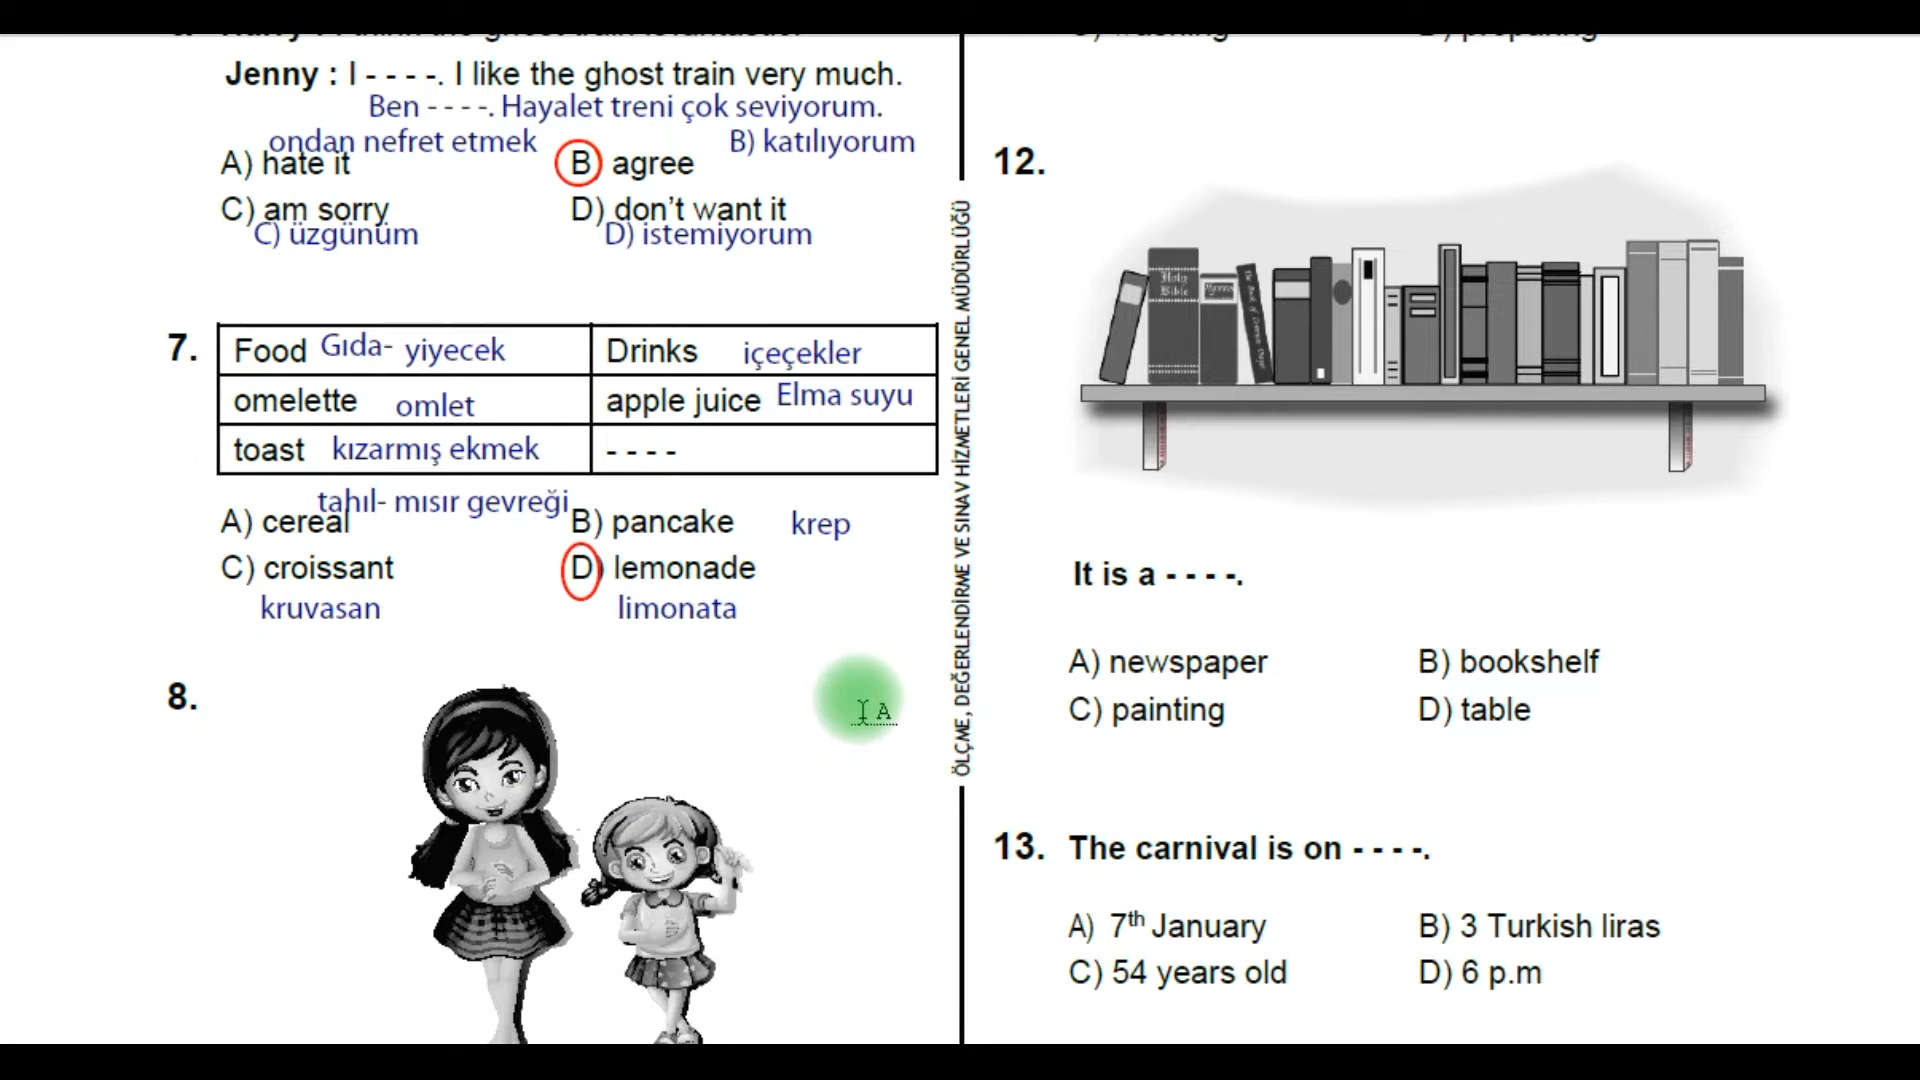 Jenny : I - - - -. I like the ghost train very much.
Ben - - - -. Hayalet treni çok seviyorum.
ondan nefret etmek B) katılıyorum
A) hate it B) agree
C) am sorry D) don't want it
C) üzgünüm D) istemiyorum
7.
Food Gıda- yiyecek Drinks içeçekler
omelette omlet apple juice Elma suyu
toast kızarmış ekmek - - - -
tahıl- mısır gevreği
A) cereal B) pancake krep
C) croissant D) lemonade
kruvasan limonata
8.
A
ÖLÇME, DEĞERLENDİRME VE SINAV HİZMETLERİ GENEL MÜDÜRLÜĞÜ
12.
Holy
Bible
Hymns
It is a - - - -.
A) newspaper B) bookshelf
C) painting D) table
13. The carnival is on - - - -.
A) 7th January B) 3 Turkish liras
C) 54 years old D) 6 p.m